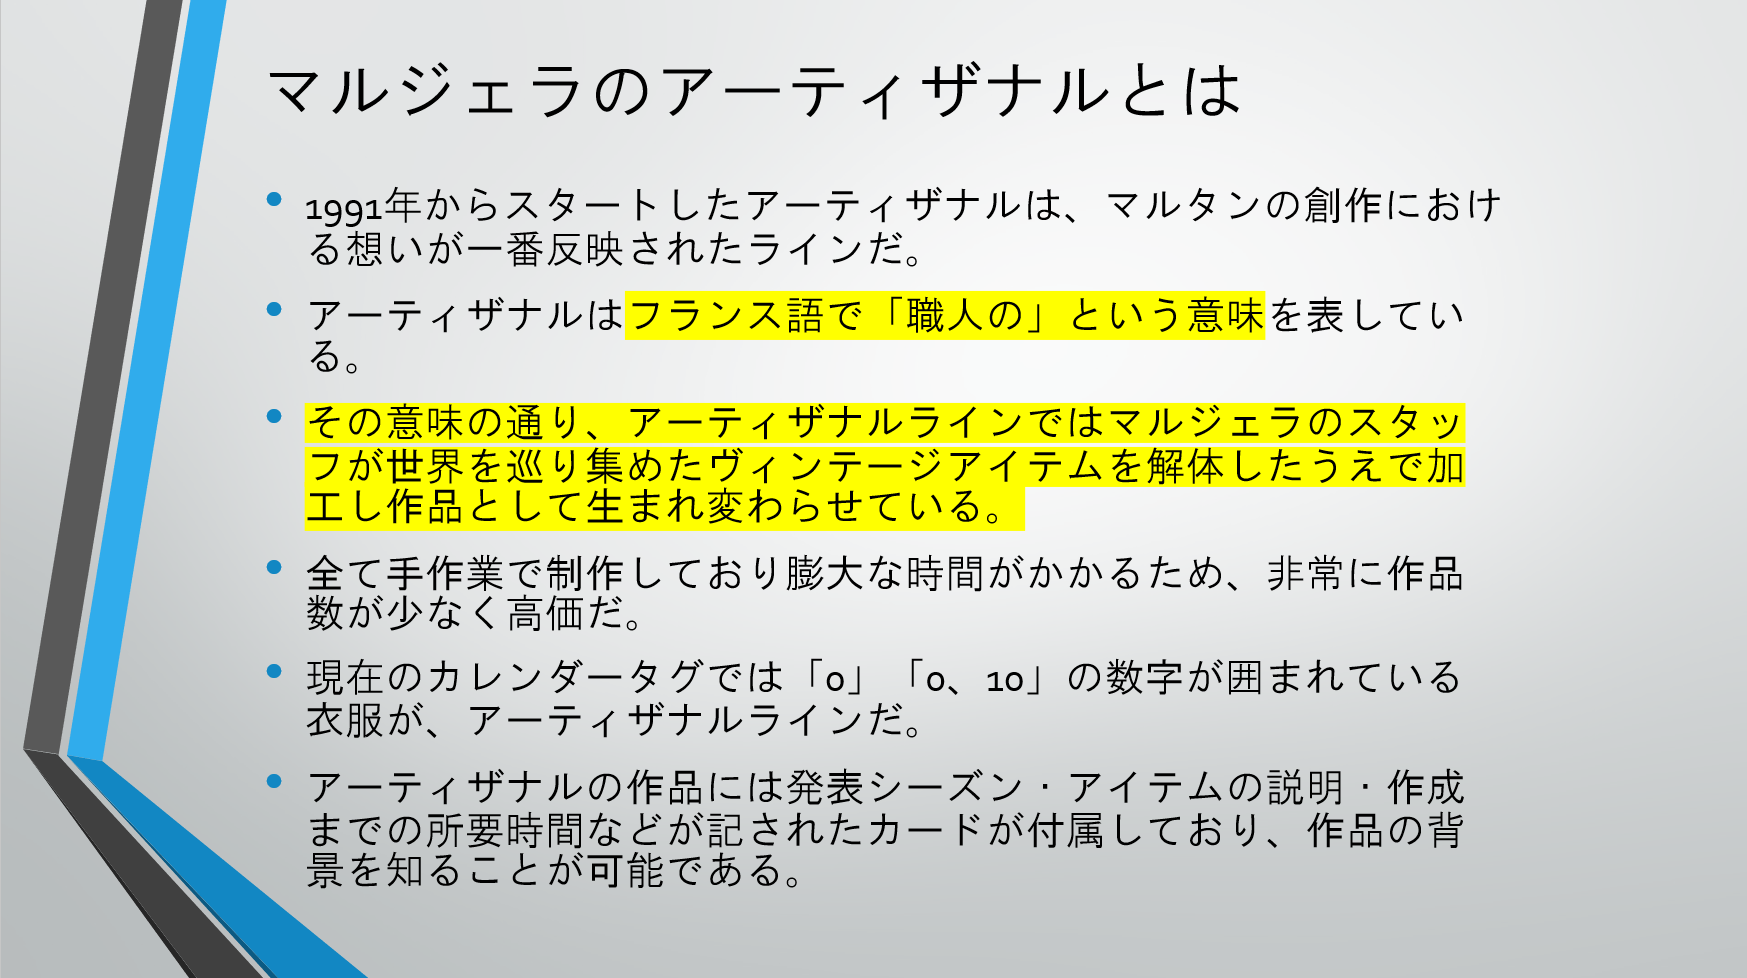 マルジェラのアーティザナルとは
• 1991年からスタートしたアーティザナルは、マルタンの創作におけ
る想いが一番反映されたラインだ。
• アーティザナルはフランス語で「職人の」という意味を表してい
る。
• その意味の通り、アーティザナルラインではマルジェラのスタッ
フが世界を巡り集めたヴィンテージアイテムを解体したうえで加
工し作品として生まれ変わらせている。
• 全て手作業で制作しており膨大な時間がかかるため、非常に作品
数が少なく高価だ。
• 現在のカレンダータグでは「0」「0、10」の数字が囲まれている
衣服が、アーティザナルラインだ。
• アーティザナルの作品には発表シーズン・アイテムの説明・作成
までの所要時間などが記されたカードが付属しており、作品の背
景を知ることが可能である。